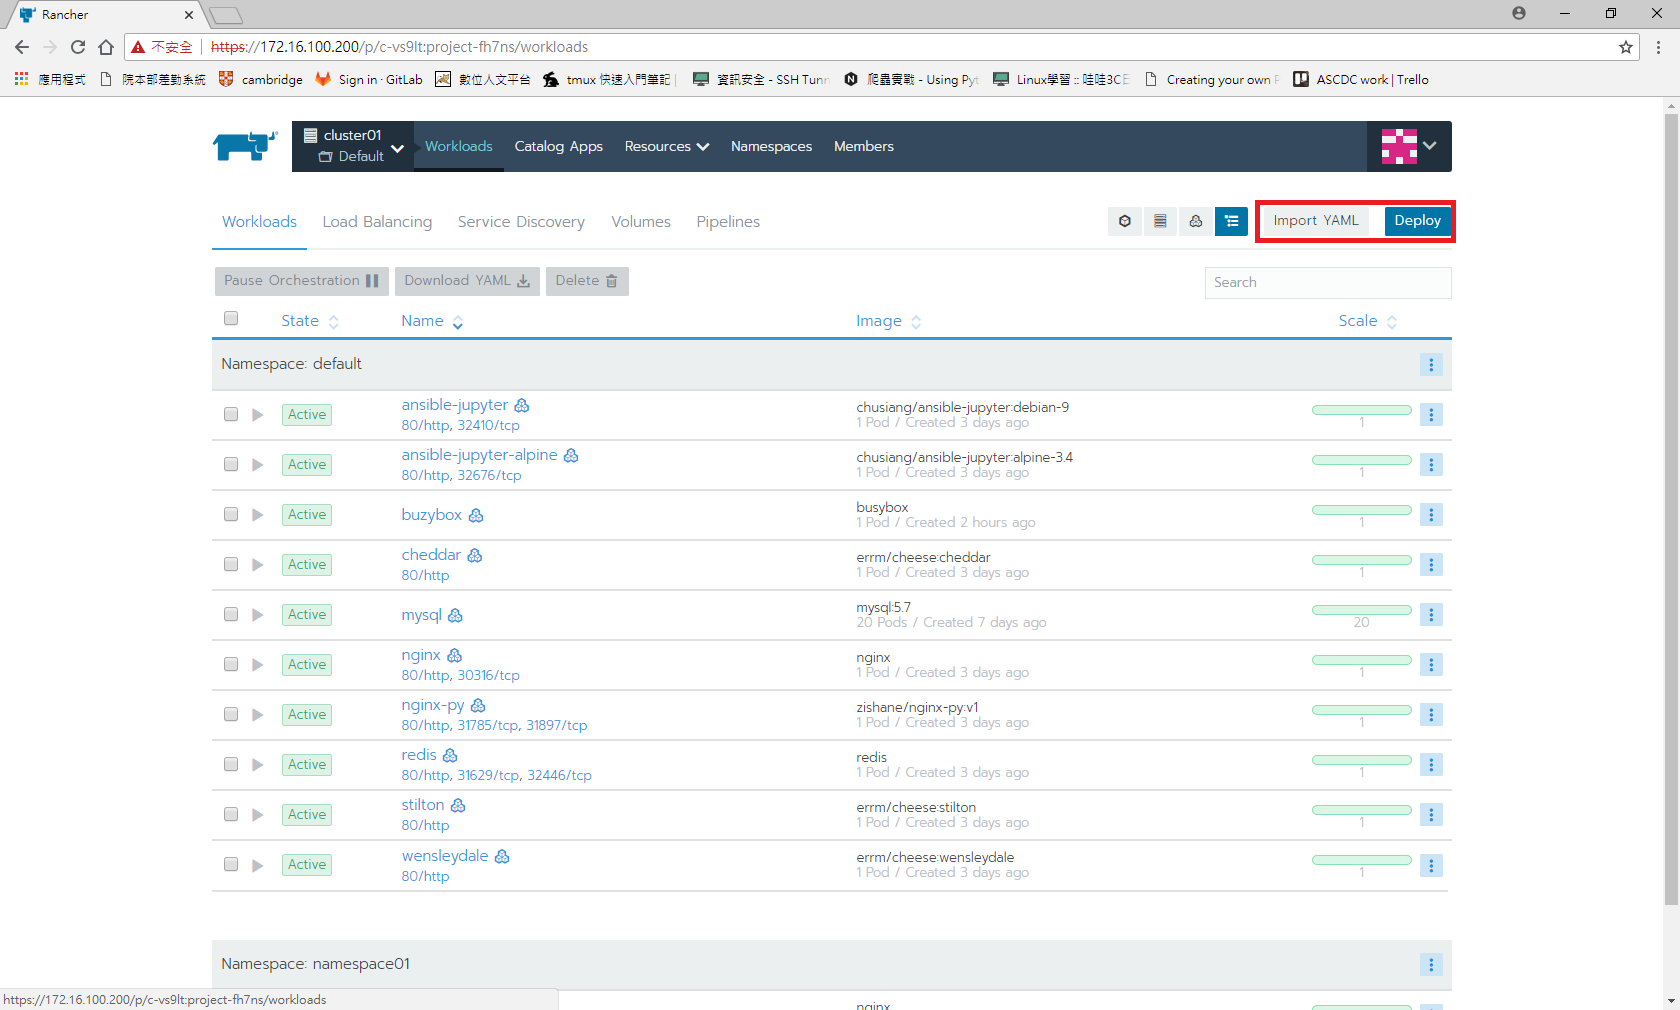 Rancher
不安全 https://172.16.100.200/p/c-vs9lt:project-fh7ns/workloads
應用程式 院本部差勤系統 cambridge Sign in · GitLab 數位人文平台 tmux 快速入門筆記 | 資訊安全 - SSH Tunn 爬蟲實戰 - Using Pyt Linux學習 :: 哇哇3CE Creating your own P ASCDC work | Trello
cluster01
Default
Workloads Catalog Apps Resources Namespaces Members
Workloads Load Balancing Service Discovery Volumes Pipelines Import YAML Deploy
Pause Orchestration Download YAML Delete Search
State Name Image Scale
Namespace: default
Active ansible-jupyter chusiang/ansible-jupyter:debian-9
80/http, 32410/tcp 1 Pod / Created 3 days ago 1
Active ansible-jupyter-alpine chusiang/ansible-jupyter:alpine-3.4
80/http, 32676/tcp 1 Pod / Created 3 days ago 1
Active buzybox busybox
1 Pod / Created 2 hours ago 1
Active cheddar errm/cheese:cheddar
80/http 1 Pod / Created 3 days ago 1
Active mysql mysql:5.7
20 Pods / Created 7 days ago 20
Active nginx nginx
80/http, 30316/tcp 1 Pod / Created 3 days ago 1
Active nginx-py zishane/nginx-py:v1
80/http, 31785/tcp, 31897/tcp 1 Pod / Created 3 days ago 1
Active redis redis
80/http, 31629/tcp, 32446/tcp 1 Pod / Created 3 days ago 1
Active stilton errm/cheese:stilton
80/http 1 Pod / Created 3 days ago 1
Active wensleydale errm/cheese:wensleydale
80/http 1 Pod / Created 3 days ago 1
Namespace: namespace01
nginx
https://172.16.100.200/p/c-vs9lt:project-fh7ns/workloads